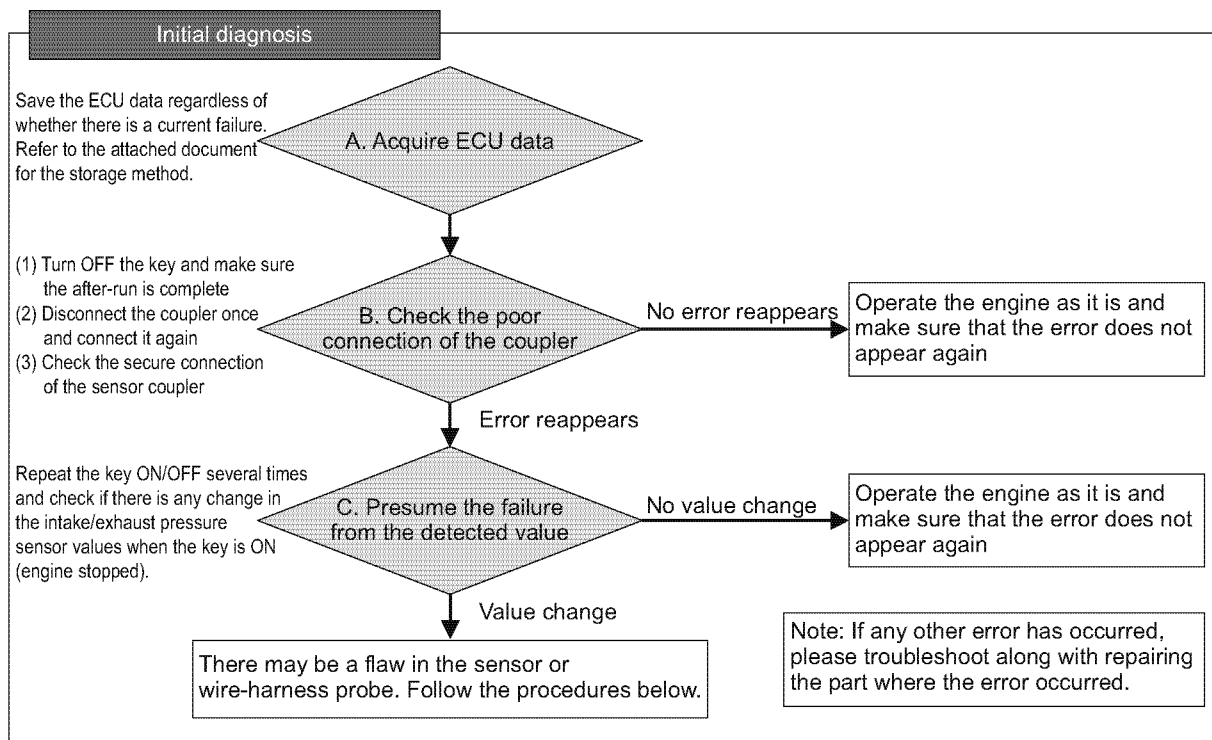 Initial diagnosis
Save the ECU data regardless of
whether there is a current failure.
Refer to the attached document
for the storage method.
A. Acquire ECU data
(1) Turn OFF the key and make sure
the after-run is complete
(2) Disconnect the coupler once
and connect it again
(3) Check the secure connection
of the sensor coupler
B. Check the poor
connection of the coupler
No error reappears
Operate the engine as it is and
make sure that the error does not
appear again
Error reappears
Repeat the key ON/OFF several times
and check if there is any change in
the intake/exhaust pressure
sensor values when the key is ON
(engine stopped).
C. Presume the failure
from the detected value
No value change
Operate the engine as it is and
make sure that the error does not
appear again
Value change
There may be a flaw in the sensor or
wire-harness probe. Follow the procedures below.
Note: If any other error has occurred,
please troubleshoot along with repairing
the part where the error occurred.